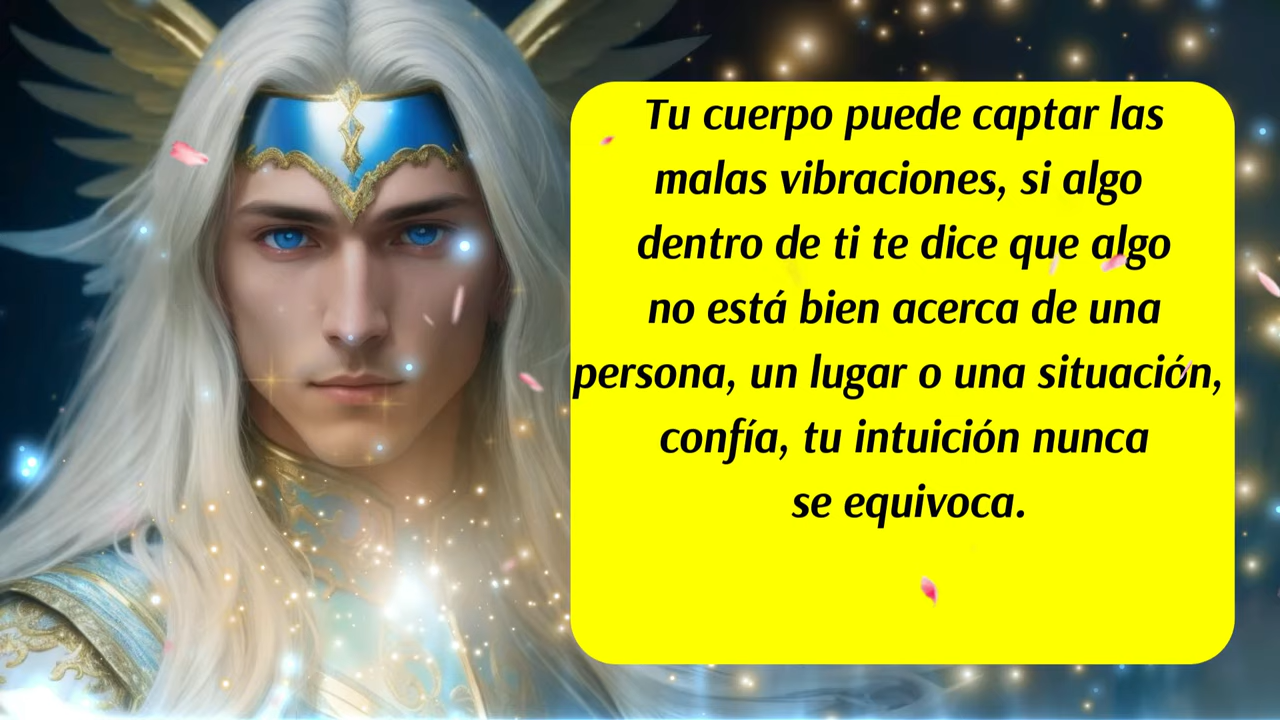 Tu cuerpo puede captar las
malas vibraciones, si algo
dentro de ti te dice que algo
no está bien acerca de una
persona, un lugar o una situación,
confía, tu intuición nunca
se equivoca.